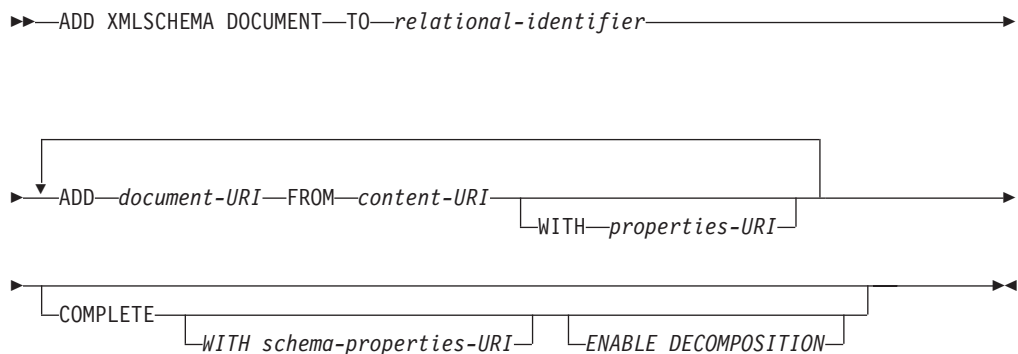 ADD XMLSCHEMA DOCUMENT TO relational-identifier
ADD document-URI FROM content-URI
WITH properties-URI
COMPLETE
WITH schema-properties-URI ENABLE DECOMPOSITION